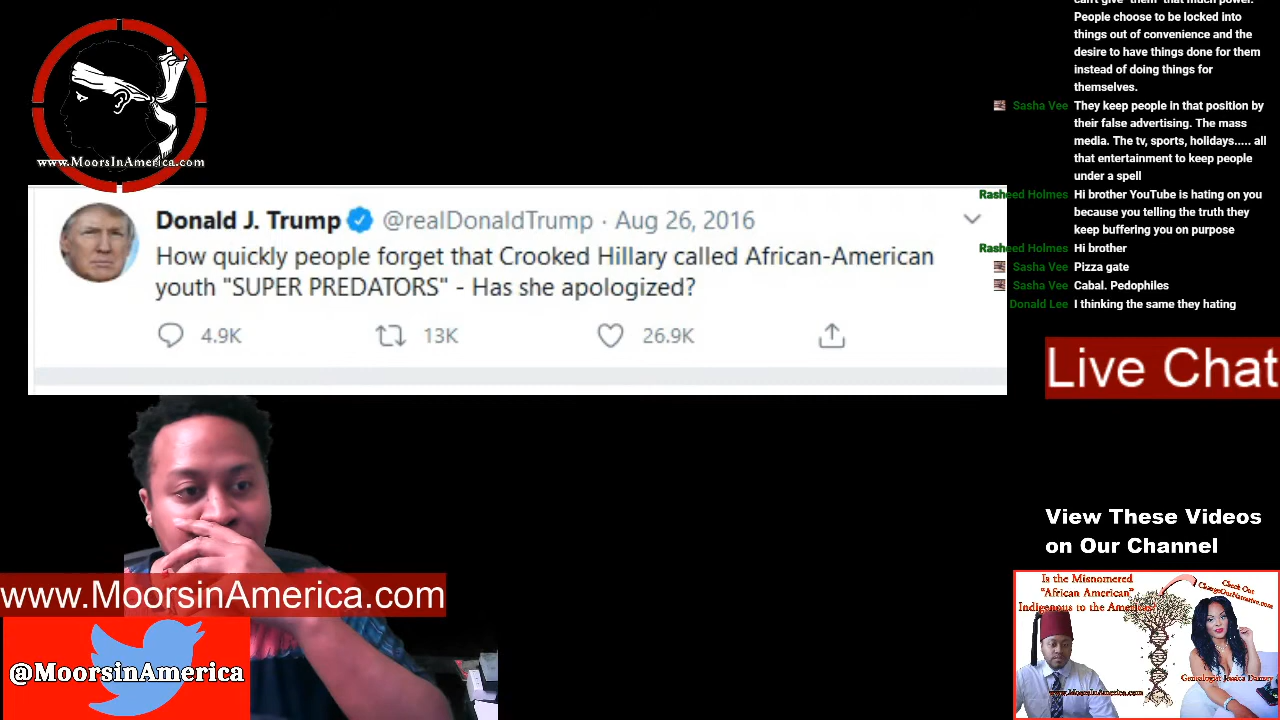 www.MoorsInAmerica.com
Donald J. Trump @realDonaldTrump · Aug 26, 2016
How quickly people forget that Crooked Hillary called African-American
youth "SUPER PREDATORS" - Has she apologized?
4.9K 13K 26.9K
People choose to be locked into
things out of convenience and the
desire to have things done for them
instead of doing things for
themselves.
Sasha Vee They keep people in that position by
their false advertising. The mass
media. The tv, sports, holidays..... all
that entertainment to keep people
under a spell
Rasheed Holmes Hi brother YouTube is hating on you
because you telling the truth they
keep buffering you on purpose
Rasheed Holmes Hi brother
Sasha Vee Pizza gate
Sasha Vee Cabal. Pedophiles
Donald Lee I thinking the same they hating
Live Chat
View These Videos
on Our Channel
Is the Misnomered
"African American"
Indigenous to the Americas
Check Out
www.MoorsInAmerica.com
Genealogist Jessica
www.MoorsinAmerica.com
@MoorsinAmerica